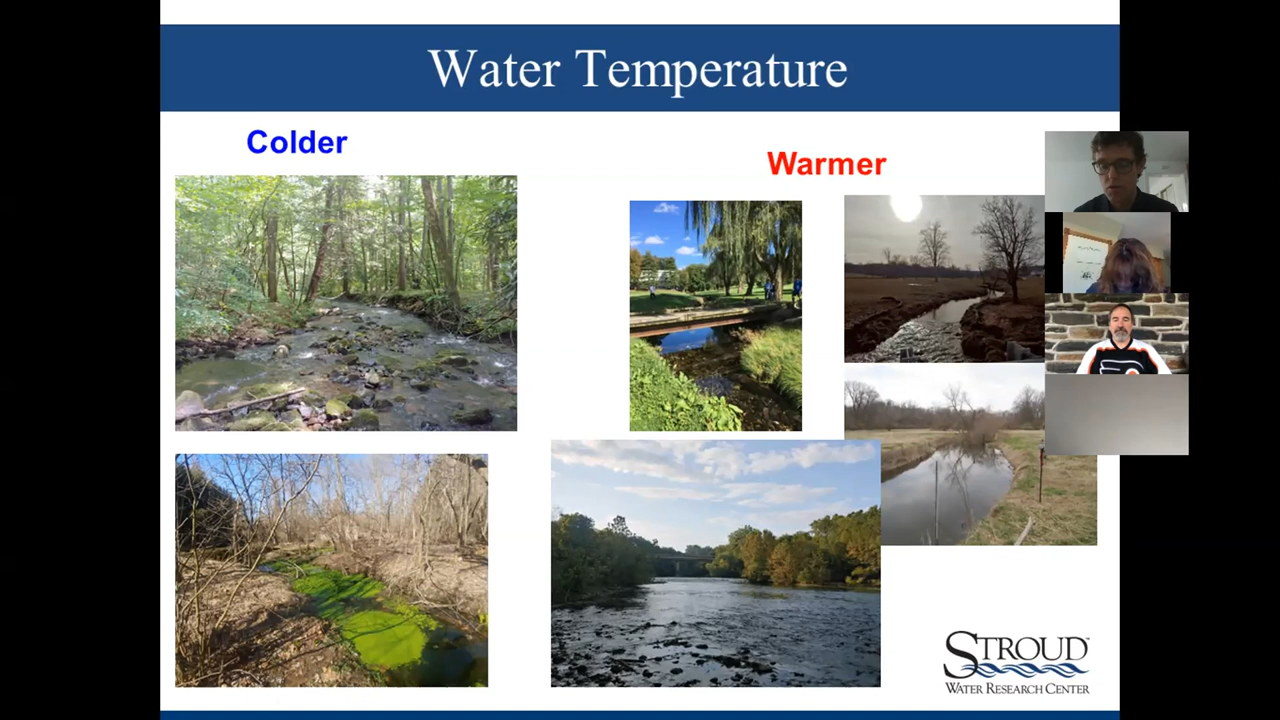 Water Temperature
Colder
Warmer
STROUD
WATER RESEARCH CENTER